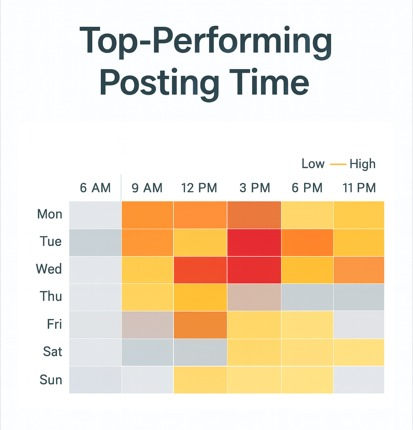 Top-Performing
Posting Time
Low — High
6 AM 9 AM 12 PM 3 PM 6 PM 11 PM
Mon
Tue
Wed
Thu
Fri
Sat
Sun